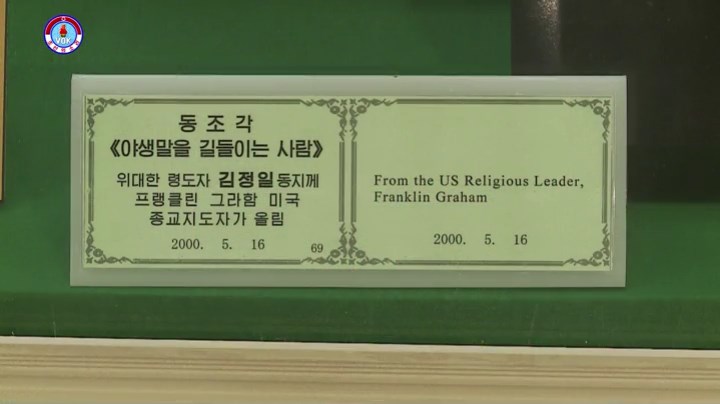 VOK
동조각
《야생말을 길들이는 사람》
위대한 령도자 김정일동지께
프랭클린 그라함 미국
종교지도자가 올림
2000. 5. 16
69
From the US Religious Leader,
Franklin Graham
2000. 5. 16